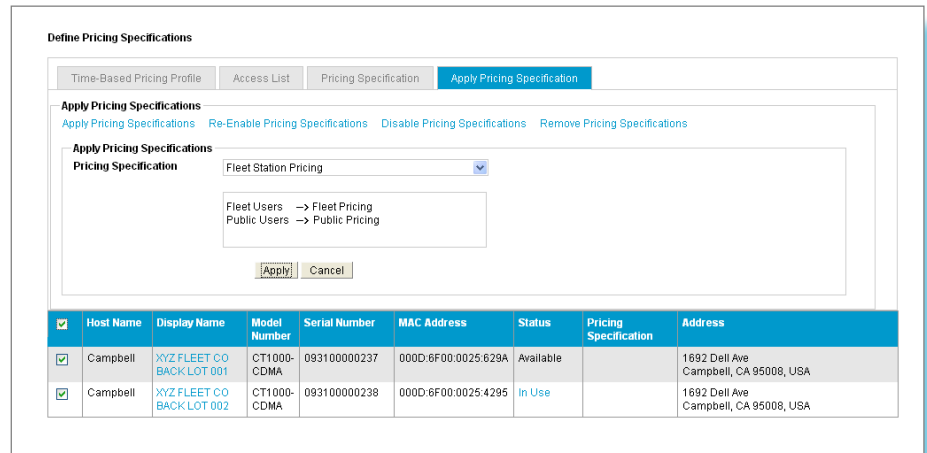 Define Pricing Specifications
Time-Based Pricing Profile Access List Pricing Specification Apply Pricing Specification
Apply Pricing Specifications
Apply Pricing Specifications Re-Enable Pricing Specifications Disable Pricing Specifications Remove Pricing Specifications
Apply Pricing Specifications
Pricing Specification Fleet Station Pricing
Fleet Users --> Fleet Pricing
Public Users --> Public Pricing
Apply Cancel
Host Name Display Name Model Serial Number MAC Address Status Pricing Address
Number Specification
Campbell XYZ FLEET CO CT1000- 093100000237 000D:6F00:0025:629A Available 1692 Dell Ave
BACK LOT 001 CDMA Campbell, CA 95008, USA
Campbell XYZ FLEET CO CT1000- 093100000238 000D:6F00:0025:4295 In Use 1692 Dell Ave
BACK LOT 002 CDMA Campbell, CA 95008, USA